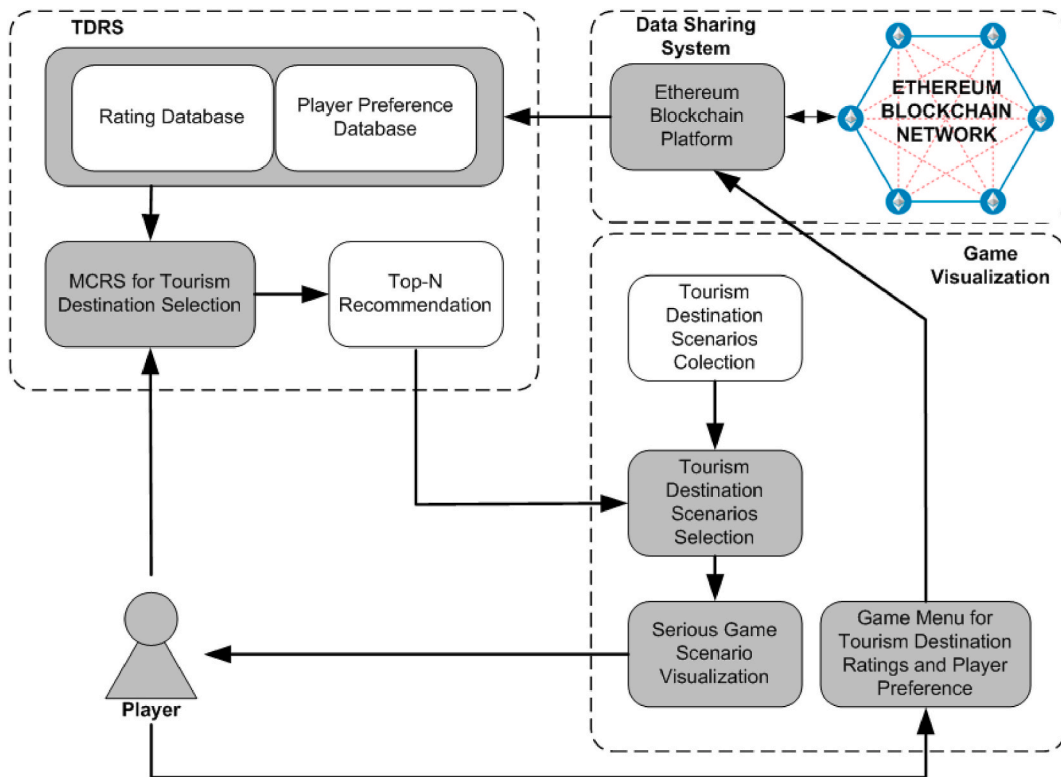 TDRS
Rating Database
Player Preference
Database
MCRS for Tourism
Destination Selection
Top-N
Recommendation
Data Sharing
System
Ethereum
Blockchain
Platform
ETHEREUM
BLOCKCHAIN
NETWORK
Game
Visualization
Tourism
Destination
Scenarios
Colection
Tourism
Destination
Scenarios
Selection
Serious Game
Scenario
Visualization
Game Menu for
Tourism Destination
Ratings and Player
Preference
Player